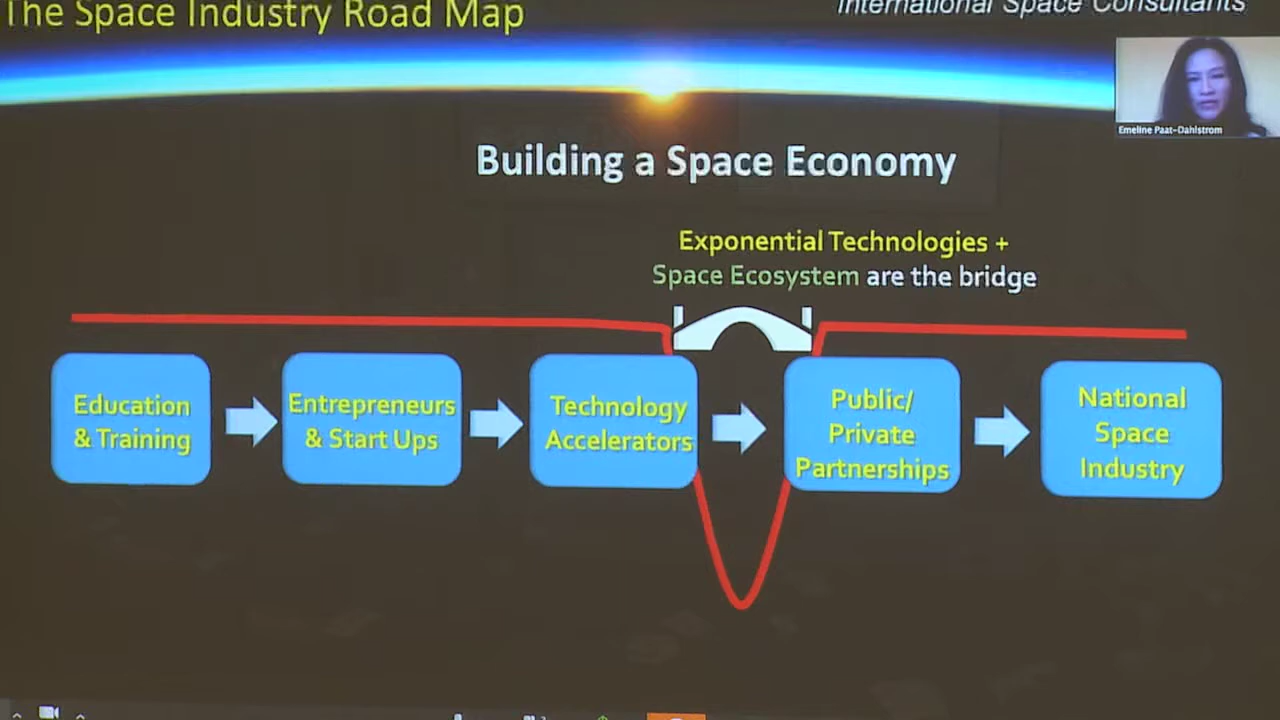 The Space Industry Road Map
International Space Consultants
Emeline Paat-Dahlstrom
Building a Space Economy
Exponential Technologies +
Space Ecosystem are the bridge
Education
& Training
Entrepreneurs
& Start Ups
Technology
Accelerators
Public/
Private
Partnerships
National
Space
Industry